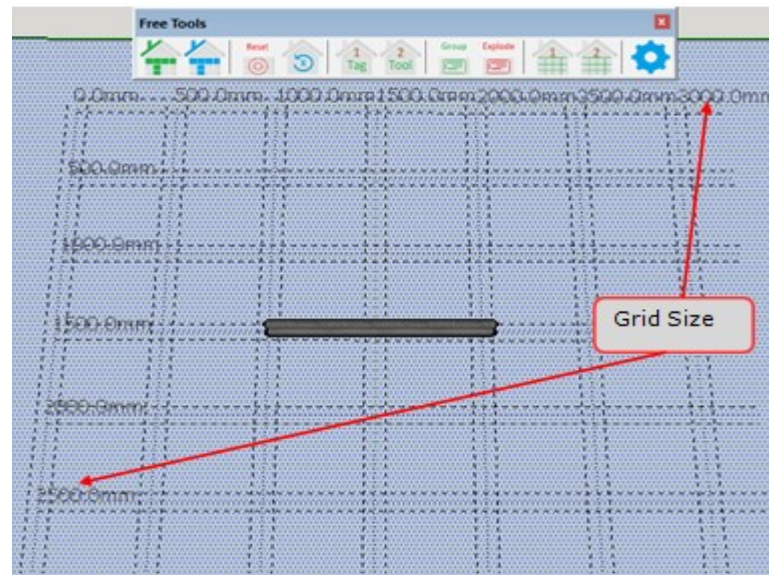 Free Tools
Reset 1 2 Group Explode 1 2
Tag Tool
0.0mm 500.0mm 1000.0mm 1500.0mm 2000.0mm 2500.0mm 3000.0mm
500.0mm
1000.0mm
1500.0mm
Grid Size
2000.0mm
2500.0mm